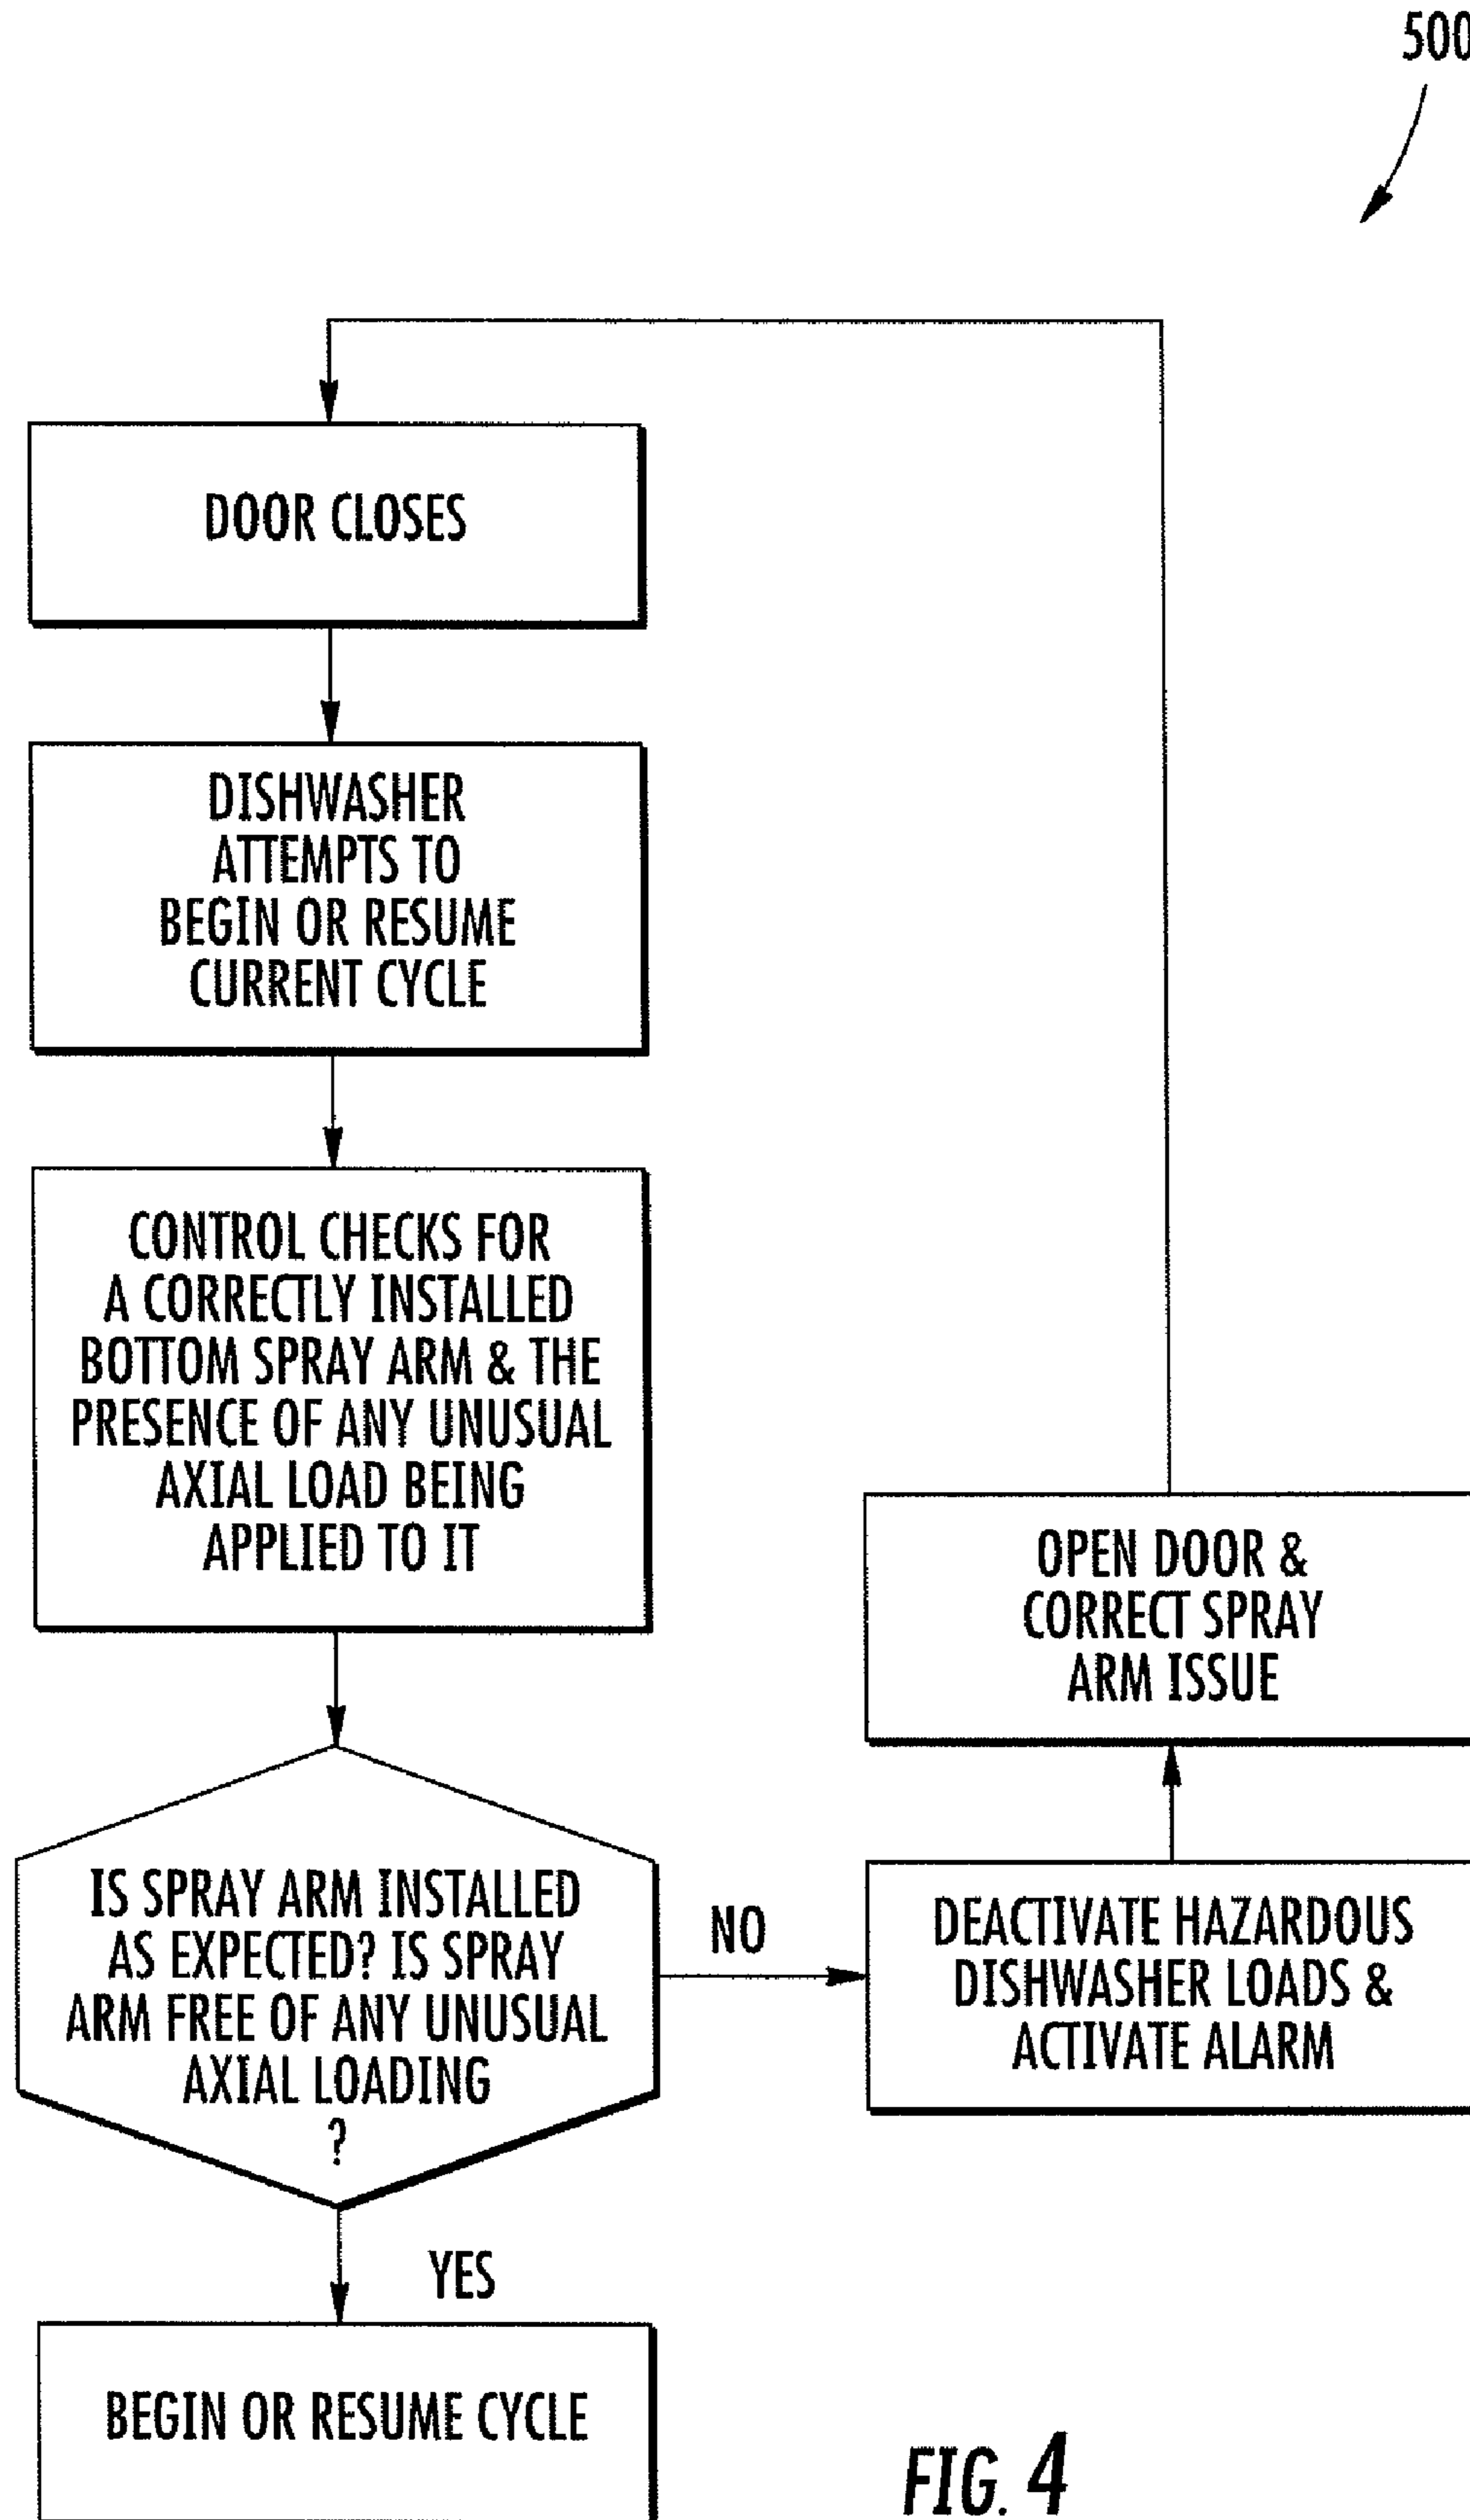 500
DOOR CLOSES
DISHWASHER
ATTEMPTS TO
BEGIN OR RESUME
CURRENT CYCLE
CONTROL CHECKS FOR
A CORRECTLY INSTALLED
BOTTOM SPRAY ARM & THE
PRESENCE OF ANY UNUSUAL
AXIAL LOAD BEING
APPLIED TO IT
IS SPRAY ARM INSTALLED
AS EXPECTED? IS SPRAY
ARM FREE OF ANY UNUSUAL
AXIAL LOADING
?
NO
DEACTIVATE HAZARDOUS
DISHWASHER LOADS &
ACTIVATE ALARM
OPEN DOOR &
CORRECT SPRAY
ARM ISSUE
YES
BEGIN OR RESUME CYCLE
FIG. 4